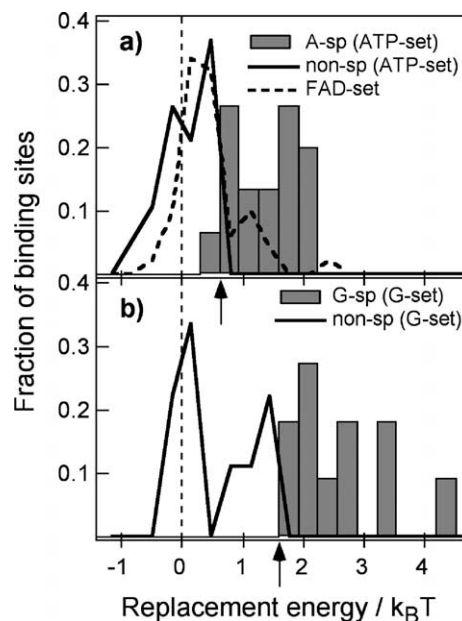 a)
A-sp (ATP-set)
non-sp (ATP-set)
FAD-set
0.4
0.3
0.2
0.1
b)
G-sp (G-set)
non-sp (G-set)
0.4
0.3
0.2
0.1
Fraction of binding sites
-1 0 1 2 3 4
Replacement energy / k_BT